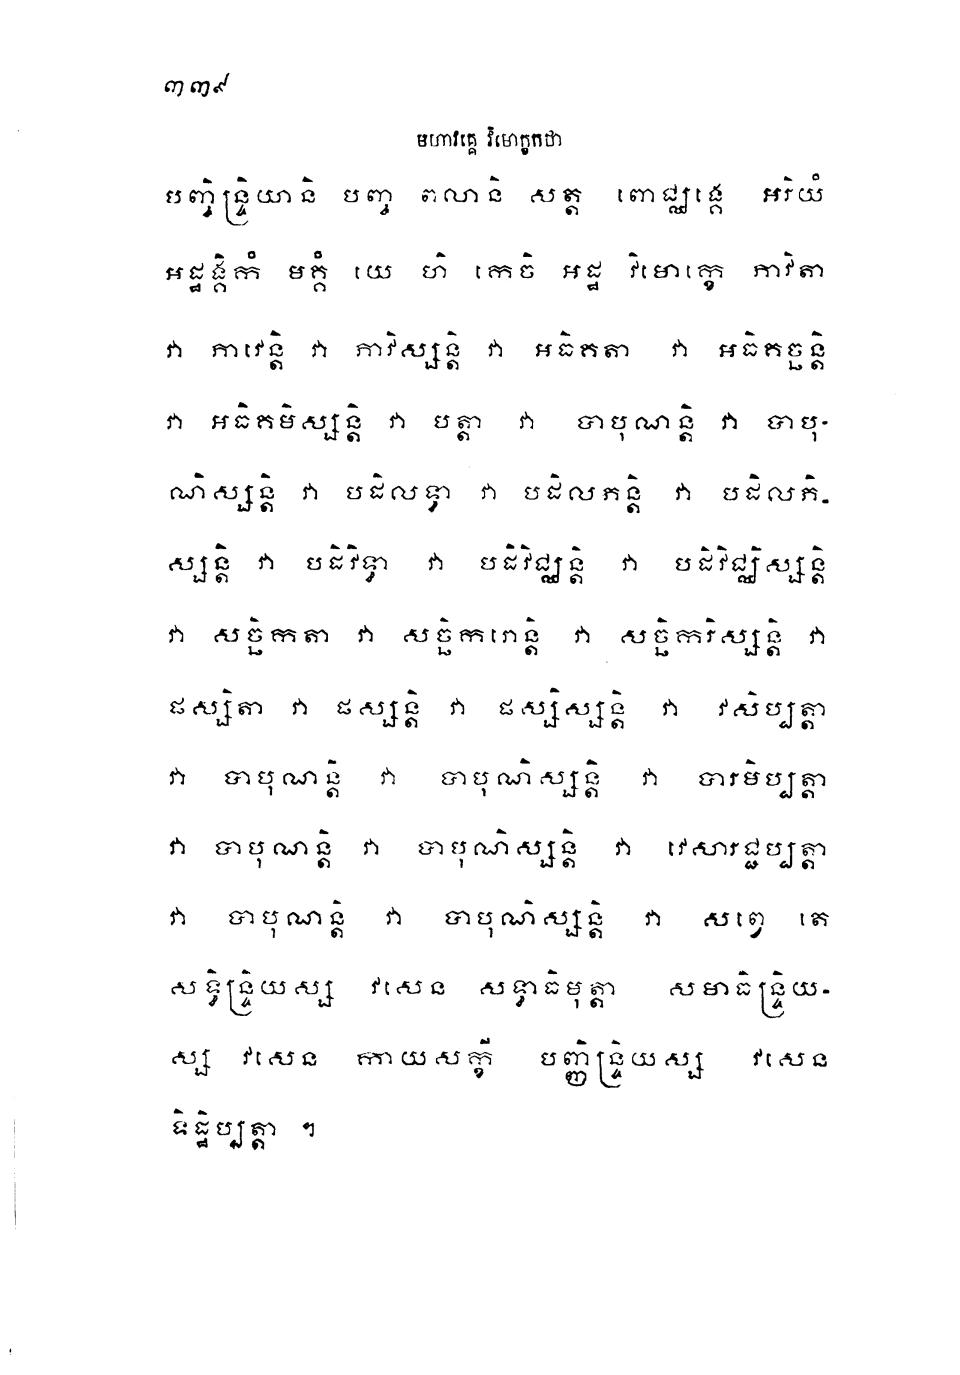 ៣៣៩
មហាវគ្គេ វិមោក្ខកថា
បញ្ចិន្ទ្រិយានិ បញ្ច ពលានិ សត្ត ពោជ្ឈង្គេ អរិយំ
អដ្ឋង្គិកំ មគ្គំ យេ ហិ កេចិ អដ្ឋ វិមោក្ខេ ភាវិតា
វា ភាវេន្តិ វា ភាវិស្សន្តិ វា អធិគតា វា អធិគច្ឆន្តិ
វា អធិគមិស្សន្តិ វា បត្តា វា បាបុណន្តិ វា បាបុ-
ណិស្សន្តិ វា បដិលទ្ធា វា បដិលភន្តិ វា បដិលភិ-
ស្សន្តិ វា បដិវិទ្ធា វា បដិវិជ្ឈន្តិ វា បដិវិជ្ឈិស្សន្តិ
វា សច្ឆិកតា វា សច្ឆិករោន្តិ វា សច្ឆិករិស្សន្តិ វា
ផស្សិតា វា ផស្សន្តិ វា ផស្សិស្សន្តិ វា វសិប្បត្តា
វា បាបុណន្តិ វា បាបុណិស្សន្តិ វា បារមិប្បត្តា
វា បាបុណន្តិ វា បាបុណិស្សន្តិ វា វេសារជ្ជប្បត្តា
វា បាបុណន្តិ វា បាបុណិស្សន្តិ វា សព្វេ តេ
សទ្ធិន្ទ្រិយស្ស វសេន សទ្ធាធិមុត្តា សមាធិន្ទ្រិយ-
ស្ស វសេន កាយសក្ខី បញ្ញិន្ទ្រិយស្ស វសេន
ទិដ្ឋិប្បត្តា ។